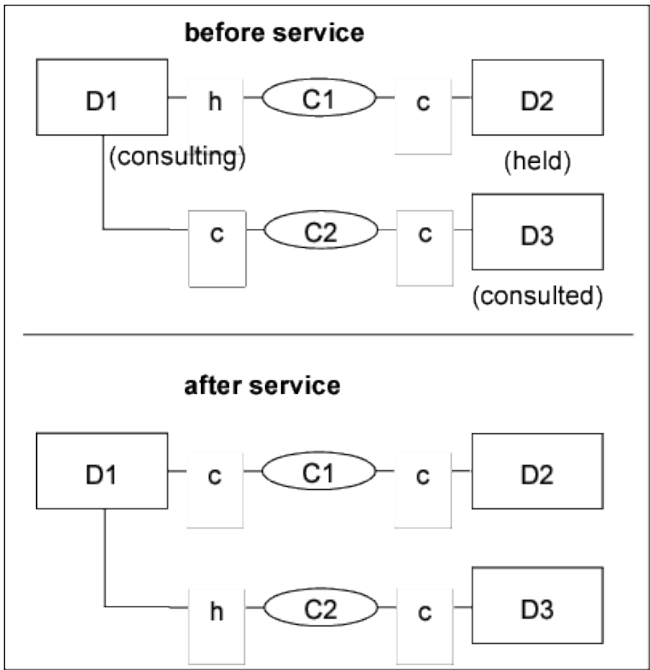 before service
D1 h C1 c D2
(consulting) (held)
c C2 c D3
(consulted)
after service
D1 c C1 c D2
h C2 c D3